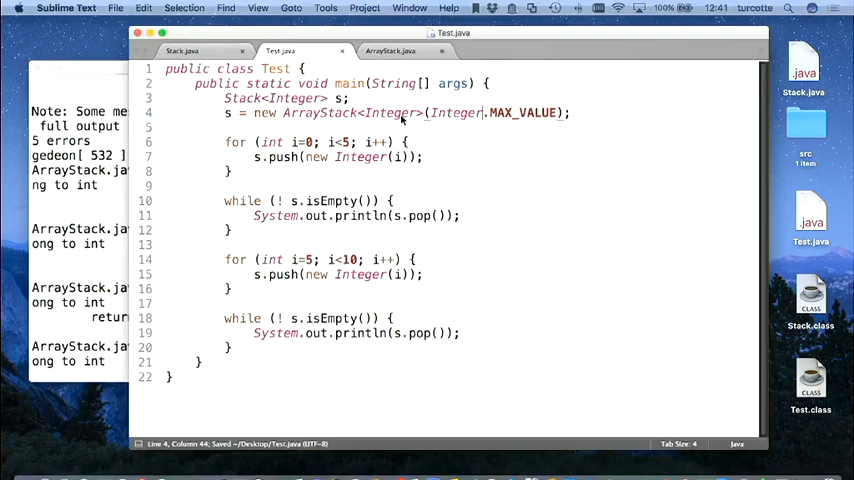 Sublime Text File Edit Selection Find View Goto Tools Project Window Help 100% 12:41 turcotte
Test.java
Stack.java × Test.java × ArrayStack.java
1 public class Test {
2 public static void main(String[] args) {
3 Stack<Integer> s;
4 s = new ArrayStack<Integer>(Integer.MAX_VALUE);
5
6 for (int i=0; i<5; i++) {
7 s.push(new Integer(i));
8 }
9
10 while (! s.isEmpty()) {
11 System.out.println(s.pop());
12 }
13
14 for (int i=5; i<10; i++) {
15 s.push(new Integer(i));
16 }
17
18 while (! s.isEmpty()) {
19 System.out.println(s.pop());
20 }
21 }
22 }
Line 4, Column 44; Saved ~/Desktop/Test.java (UTF-8) Tab Size: 4 Java
Note: Some me
full output
5 errors
gedeon[ 532 ]
ArrayStack.ja
ng to int
ArrayStack.ja
ong to int
ArrayStack.ja
ong to int
retur
ArrayStack.ja
ong to int
.java
Stack.java
src
1 item
.java
Test.java
Stack.class
Test.class